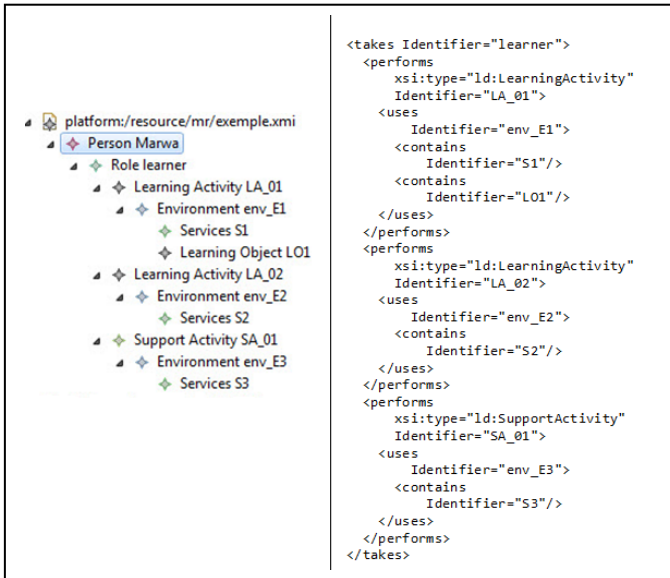 platform:/resource/mr/exemple.xmi
Person Marwa
Role learner
Learning Activity LA_01
Environment env_E1
Services S1
Learning Object LO1
Learning Activity LA_02
Environment env_E2
Services S2
Support Activity SA_01
Environment env_E3
Services S3
<takes Identifier="learner">
<performs
xsi:type="ld:LearningActivity"
Identifier="LA_01">
<uses
Identifier="env_E1">
<contains
Identifier="S1"/>
<contains
Identifier="LO1"/>
</uses>
</performs>
<performs
xsi:type="ld:LearningActivity"
Identifier="LA_02">
<uses
Identifier="env_E2">
<contains
Identifier="S2"/>
</uses>
</performs>
<performs
xsi:type="ld:SupportActivity"
Identifier="SA_01">
<uses
Identifier="env_E3">
<contains
Identifier="S3"/>
</uses>
</performs>
</takes>